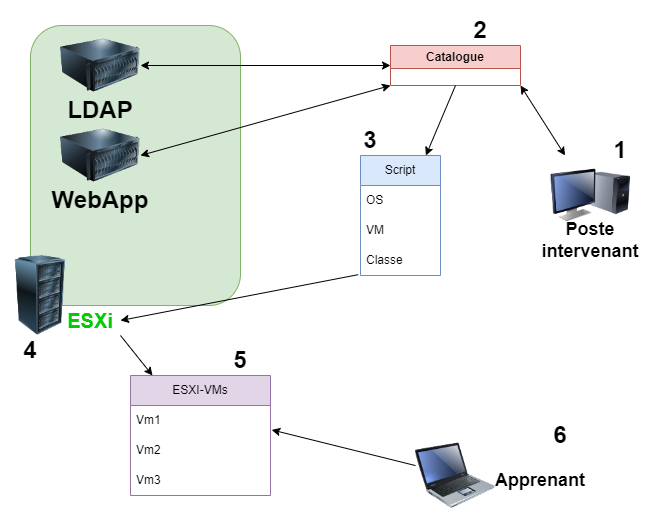 2
Catalogue
LDAP
3
1
Script
WebApp
OS
VM
Classe
Poste
intervenant
ESXi
4
5
ESXI-VMs
Vm1
Vm2
Vm3
6
Apprenant